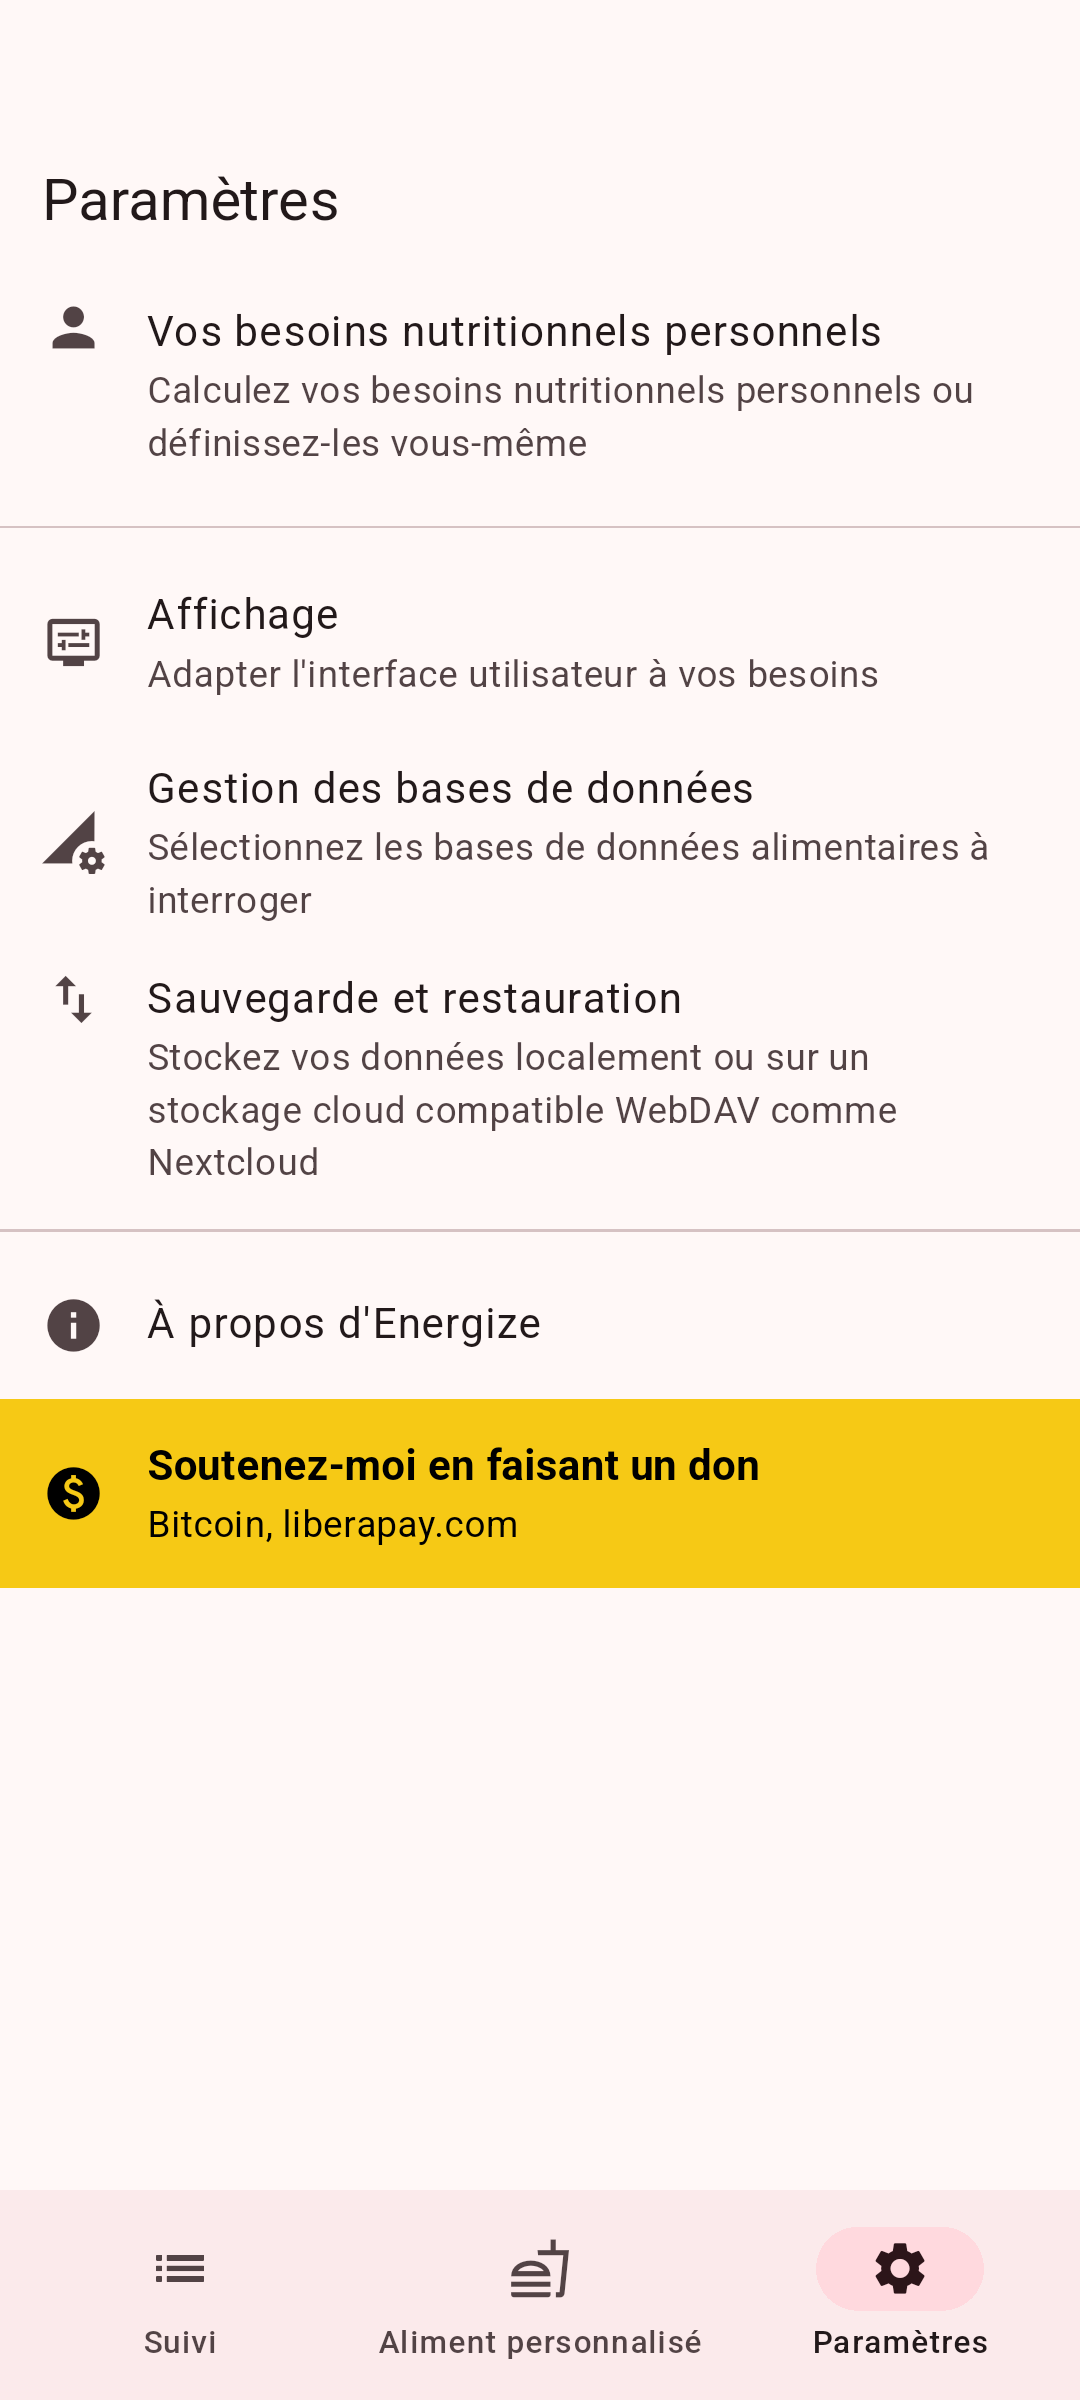 Paramètres
Vos besoins nutritionnels personnels
Calculez vos besoins nutritionnels personnels ou
définissez-les vous-même
Affichage
Adapter l'interface utilisateur à vos besoins
Gestion des bases de données
Sélectionnez les bases de données alimentaires à
interroger
Sauvegarde et restauration
Stockez vos données localement ou sur un
stockage cloud compatible WebDAV comme
Nextcloud
À propos d'Energize
Soutenez-moi en faisant un don
Bitcoin, liberapay.com
Suivi
Aliment personnalisé
Paramètres